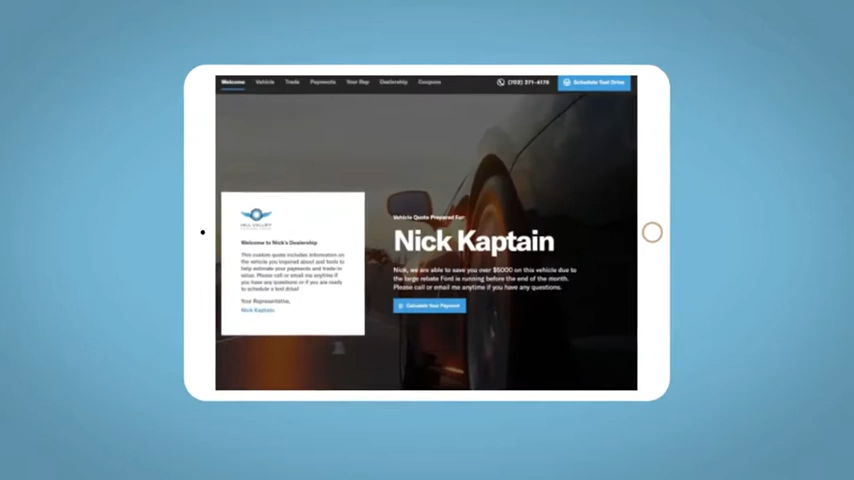 Welcome Vehicle Trade Payments Your Rep Dealership Coupons (702) 271-4179 Schedule Test Drive
HILL VALLEY
Welcome to Nick's Dealership
This custom quote includes information on
the vehicle you inquired about and tools to
help estimate your payments and trade-in
value. Please call or email me anytime if
you have any questions or if you are ready
to schedule a test drive!
Your Representative,
Nick Kaptain
Vehicle Quote Prepared For:
Nick Kaptain
Nick, we are able to save you over $6000 on this vehicle due to
the large rebate Ford is running before the end of the month.
Please call or email me anytime if you have any questions.
Calculate Your Payment